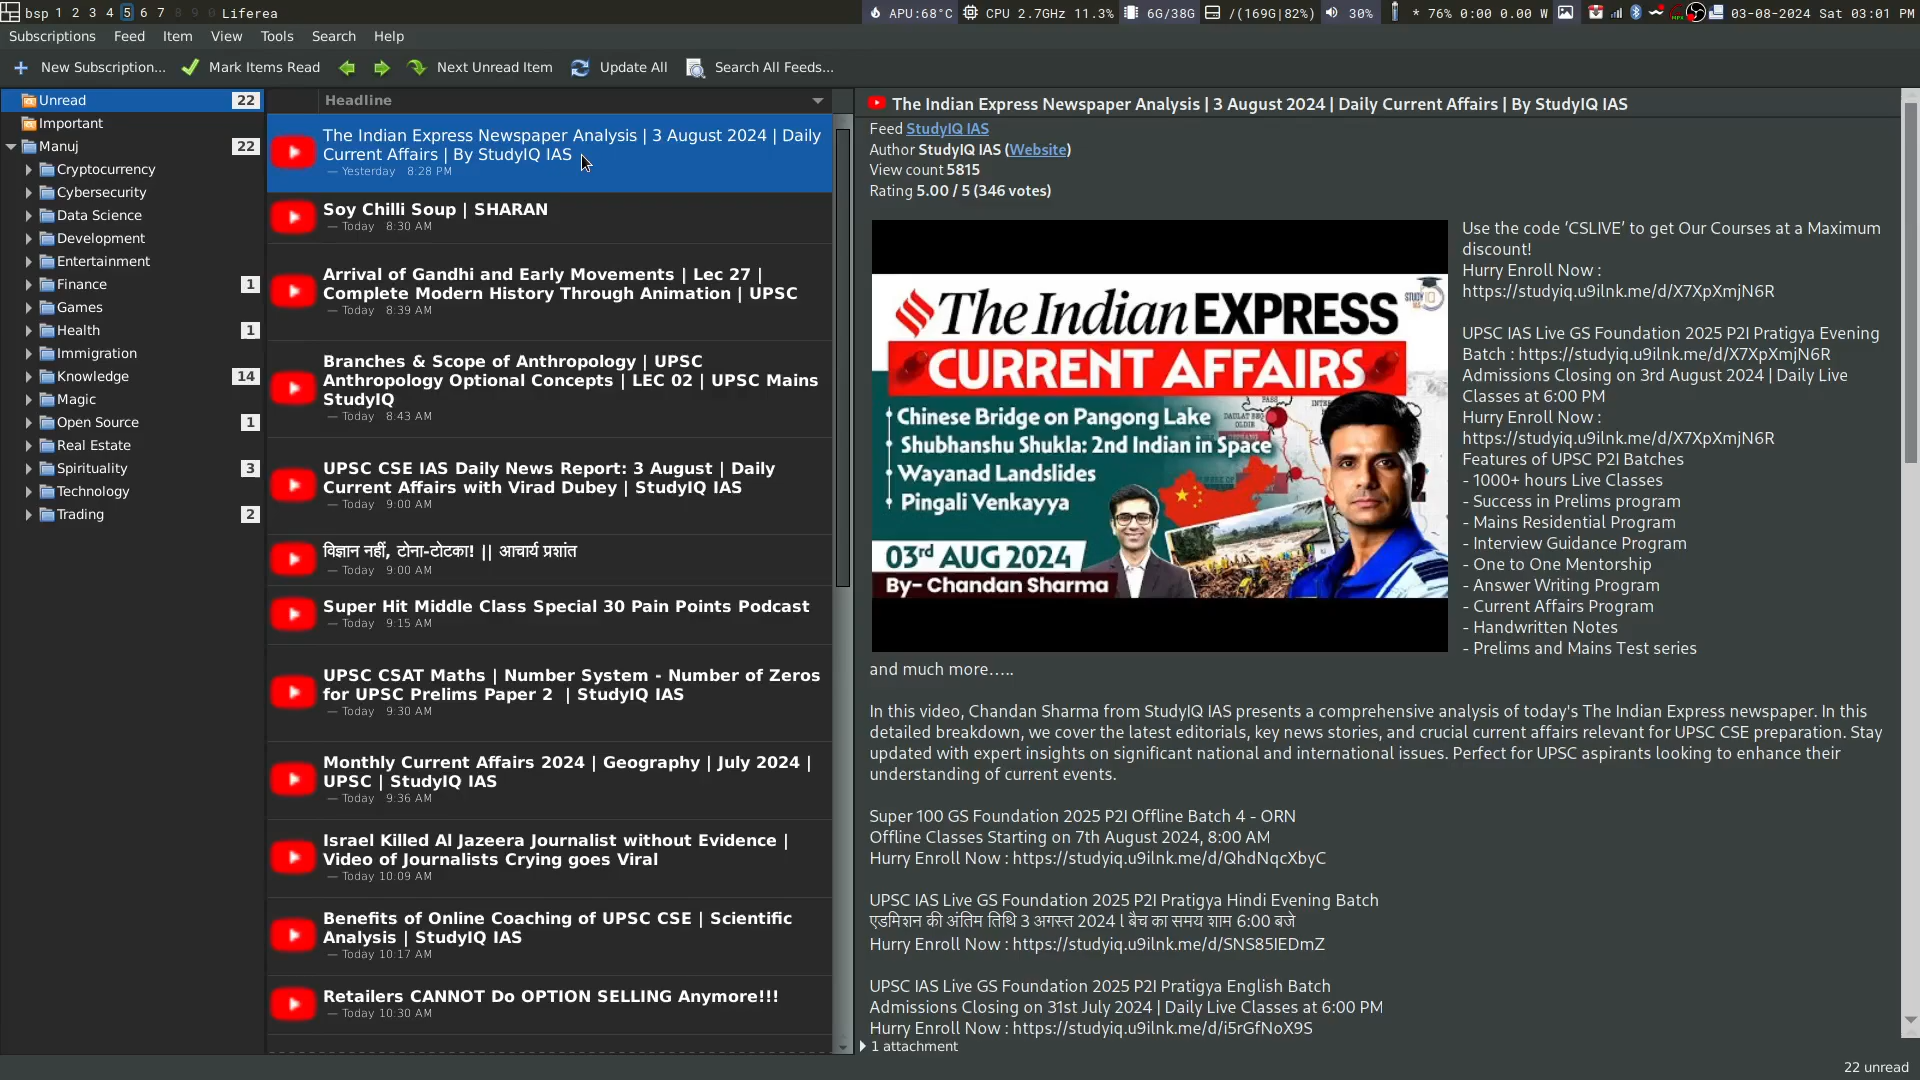 bsp 1 2 3 4 5 6 7 8 9 0 Liferea
APU:68°C CPU 2.7GHz 11.3% 6G/38G /(169G|82%) 30% * 76% 0:00 0.00 W 03-08-2024 Sat 03:01 PM
Subscriptions Feed Item View Tools Search Help
New Subscription... Mark Items Read Next Unread Item Update All Search All Feeds...
Unread 22
Important
Manuj 22
Cryptocurrency
Cybersecurity
Data Science
Development
Entertainment
Finance 1
Games
Health 1
Immigration
Knowledge 14
Magic
Open Source 1
Real Estate
Spirituality 3
Technology
Trading 2
Headline
The Indian Express Newspaper Analysis | 3 August 2024 | Daily
Current Affairs | By StudyIQ IAS
— Yesterday 8:28 PM
Soy Chilli Soup | SHARAN
— Today 8:30 AM
Arrival of Gandhi and Early Movements | Lec 27 |
Complete Modern History Through Animation | UPSC
— Today 8:39 AM
Branches & Scope of Anthropology | UPSC
Anthropology Optional Concepts | LEC 02 | UPSC Mains
StudyIQ
— Today 8:43 AM
UPSC CSE IAS Daily News Report: 3 August | Daily
Current Affairs with Virad Dubey | StudyIQ IAS
— Today 9:00 AM
विज्ञान नहीं, टोना-टोटका! || आचार्य प्रशांत
— Today 9:00 AM
Super Hit Middle Class Special 30 Pain Points Podcast
— Today 9:15 AM
UPSC CSAT Maths | Number System - Number of Zeros
for UPSC Prelims Paper 2 | StudyIQ IAS
— Today 9:30 AM
Monthly Current Affairs 2024 | Geography | July 2024 |
UPSC | StudyIQ IAS
— Today 9:36 AM
Israel Killed Al Jazeera Journalist without Evidence |
Video of Journalists Crying goes Viral
— Today 10:09 AM
Benefits of Online Coaching of UPSC CSE | Scientific
Analysis | StudyIQ IAS
— Today 10:17 AM
Retailers CANNOT Do OPTION SELLING Anymore!!!
— Today 10:30 AM
The Indian Express Newspaper Analysis | 3 August 2024 | Daily Current Affairs | By StudyIQ IAS
Feed StudyIQ IAS
Author StudyIQ IAS (Website)
View count 5815
Rating 5.00 / 5 (346 votes)
The Indian EXPRESS
STUDY IQ
CURRENT AFFAIRS
Chinese Bridge on Pangong Lake
Shubhanshu Shukla: 2nd Indian in Space
Wayanad Landslides
Pingali Venkayya
03rd AUG 2024
By- Chandan Sharma
PASS
DAULAT BEG
OLDIE
Use the code ‘CSLIVE’ to get Our Courses at a Maximum
discount!
Hurry Enroll Now :
https://studyiq.u9ilnk.me/d/X7XpXmjN6R
UPSC IAS Live GS Foundation 2025 P2I Pratigya Evening
Batch : https://studyiq.u9ilnk.me/d/X7XpXmjN6R
Admissions Closing on 3rd August 2024 | Daily Live
Classes at 6:00 PM
Hurry Enroll Now :
https://studyiq.u9ilnk.me/d/X7XpXmjN6R
Features of UPSC P2I Batches
- 1000+ hours Live Classes
- Success in Prelims program
- Mains Residential Program
- Interview Guidance Program
- One to One Mentorship
- Answer Writing Program
- Current Affairs Program
- Handwritten Notes
- Prelims and Mains Test series
and much more…..
In this video, Chandan Sharma from StudyIQ IAS presents a comprehensive analysis of today's The Indian Express newspaper. In this
detailed breakdown, we cover the latest editorials, key news stories, and crucial current affairs relevant for UPSC CSE preparation. Stay
updated with expert insights on significant national and international issues. Perfect for UPSC aspirants looking to enhance their
understanding of current events.
Super 100 GS Foundation 2025 P2I Offline Batch 4 - ORN
Offline Classes Starting on 7th August 2024, 8:00 AM
Hurry Enroll Now : https://studyiq.u9ilnk.me/d/QhdNqcXbyC
UPSC IAS Live GS Foundation 2025 P2I Pratigya Hindi Evening Batch
एडमिशन की अंतिम तिथि 3 अगस्त 2024 l बैच का समय शाम 6:00 बजे
Hurry Enroll Now : https://studyiq.u9ilnk.me/d/SNS85IEDmZ
UPSC IAS Live GS Foundation 2025 P2I Pratigya English Batch
Admissions Closing on 31st July 2024 | Daily Live Classes at 6:00 PM
Hurry Enroll Now : https://studyiq.u9ilnk.me/d/i5rGfNoX9S
1 attachment
22 unread